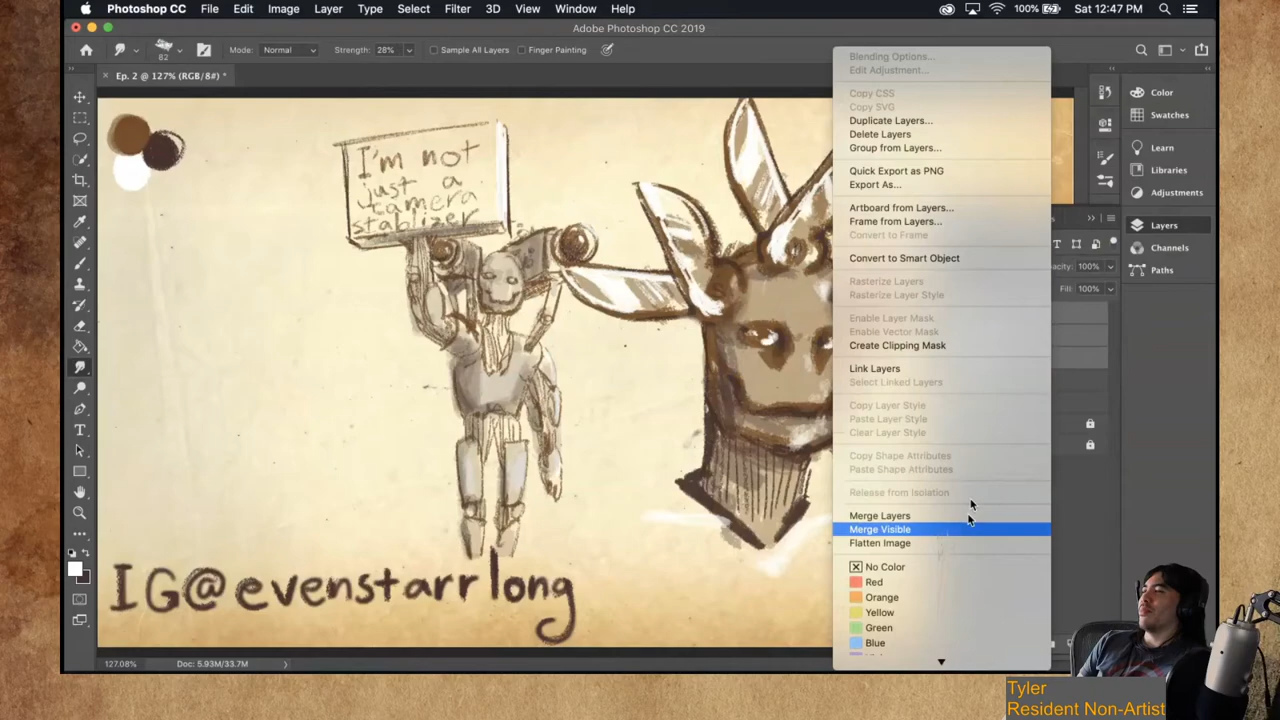 Photoshop CC File Edit Image Layer Type Select Filter 3D View Window Help 100% Sat 12:47 PM
Adobe Photoshop CC 2019
82 Mode: Normal Strength: 28% Sample All Layers Finger Painting
× Ep. 2 @ 127% (RGB/8#) *
I'm not
just a
camera
stabilizer
IG@evenstarrlong
127.08% Doc: 5.93M/33.7M
Blending Options...
Edit Adjustment...
Copy CSS
Copy SVG
Duplicate Layers...
Delete Layers
Group from Layers...
Quick Export as PNG
Export As...
Artboard from Layers...
Frame from Layers...
Convert to Frame
Convert to Smart Object
Rasterize Layers
Rasterize Layer Style
Enable Layer Mask
Enable Vector Mask
Create Clipping Mask
Link Layers
Select Linked Layers
Copy Layer Style
Paste Layer Style
Clear Layer Style
Copy Shape Attributes
Paste Shape Attributes
Release from Isolation
Merge Layers
Merge Visible
Flatten Image
No Color
Red
Orange
Yellow
Green
Blue
Color
Swatches
Learn
Libraries
Adjustments
Layers
Channels
Paths
100%
Fill: 100%
Tyler
Resident Non-Artist